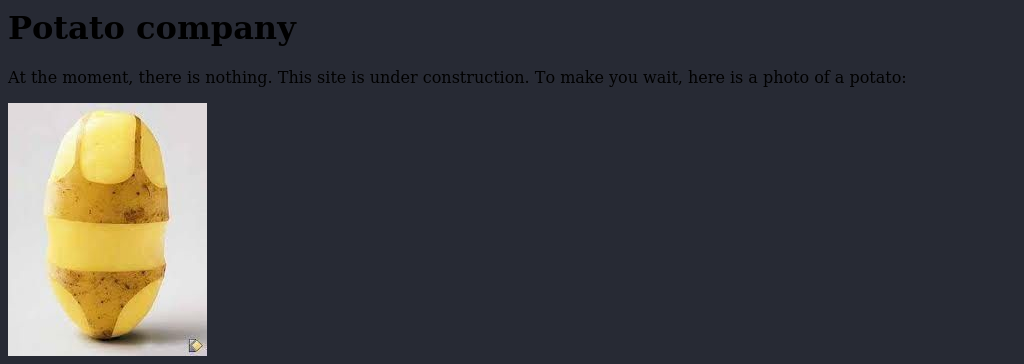 Potato company
At the moment, there is nothing. This site is under construction. To make you wait, here is a photo of a potato: